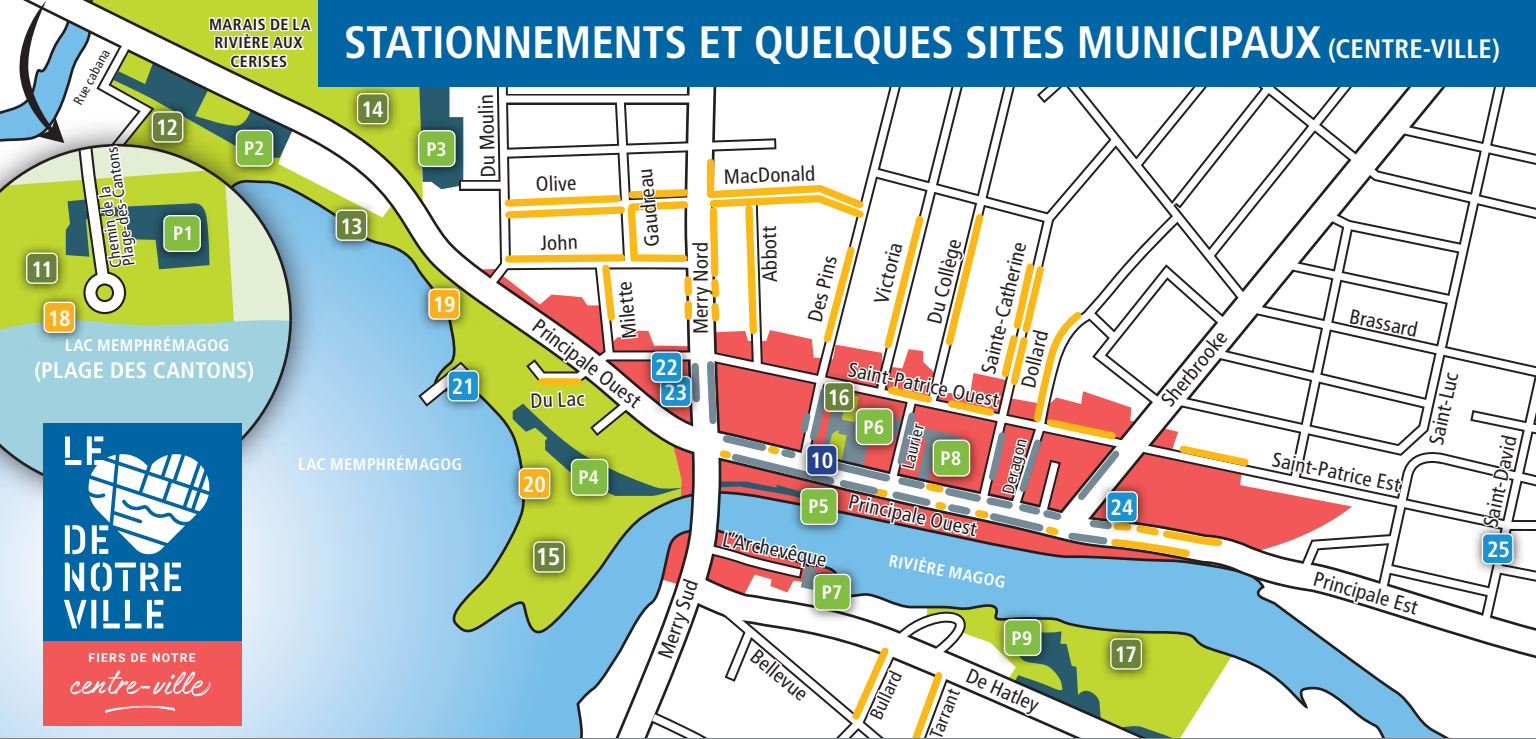 STATIONNEMENTS ET QUELQUES SITES MUNICIPAUX (CENTRE-VILLE)
MARAIS DE LA
RIVIÈRE AUX
CERISES
Rue cabana
12
P2
14
P3
13
Du Moulin
Olive
Gaudreau
MacDonald
John
Merry Nord
Abbott
Milette
Des Pins
Victoria
Du Collège
Sainte-Catherine
Dollard
Sherbrooke
Brassard
Saint-Luc
Saint-David
Chemin de la
Plage-des-Cantons
P1
11
18
LAC MEMPHRÉMAGOG
(PLAGE DES CANTONS)
19
Principale Ouest
21
22
23
Du Lac
Saint-Patrice Ouest
16
P6
Laurier
P8
Deragon
10
LAC MEMPHRÉMAGOG
20
P4
P5
Principale Ouest
24
Saint-Patrice Est
25
15
L'Archevêque
P7
RIVIÈRE MAGOG
Principale Est
Merry Sud
P9
17
Bellevue
Bullard
Tarrant
De Hatley
LE
DE
NOTRE
VILLE
FIERS DE NOTRE
centre-ville